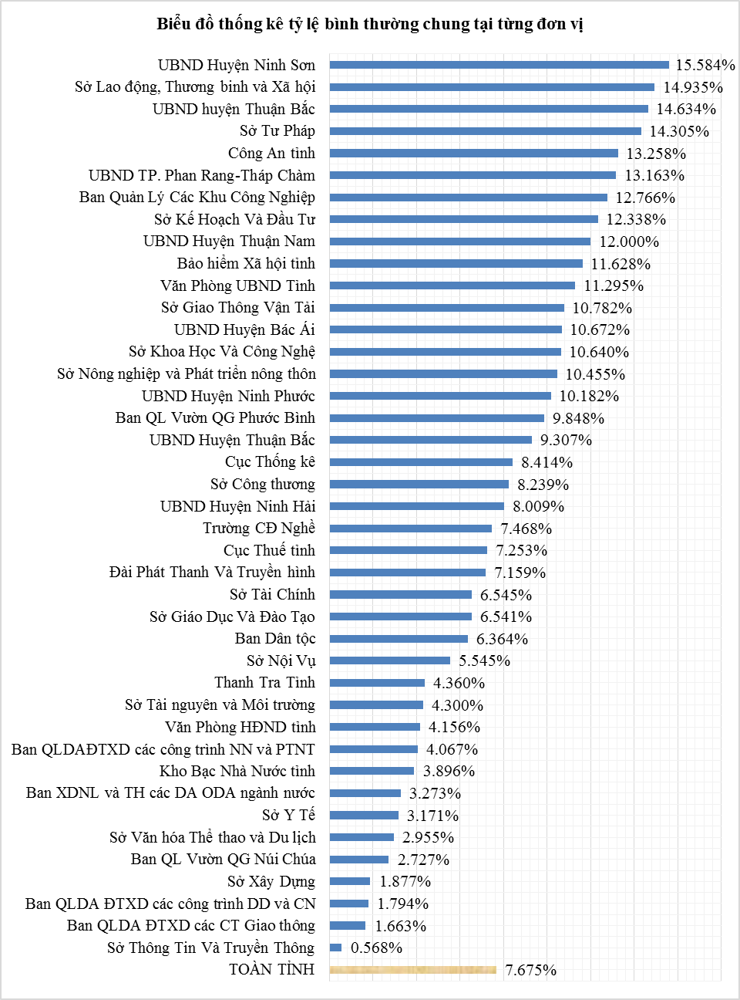 Biểu đồ thống kê tỷ lệ bình thường chung tại từng đơn vị
UBND Huyện Ninh Sơn 15.584%
Sở Lao động, Thương binh và Xã hội 14.935%
UBND huyện Thuận Bắc 14.634%
Sở Tư Pháp 14.305%
Công An tỉnh 13.258%
UBND TP. Phan Rang-Tháp Chàm 13.163%
Ban Quản Lý Các Khu Công Nghiệp 12.766%
Sở Kế Hoạch Và Đầu Tư 12.338%
UBND Huyện Thuận Nam 12.000%
Bảo hiểm Xã hội tỉnh 11.628%
Văn Phòng UBND Tỉnh 11.295%
Sở Giao Thông Vận Tải 10.782%
UBND Huyện Bác Ái 10.672%
Sở Khoa Học Và Công Nghệ 10.640%
Sở Nông nghiệp và Phát triển nông thôn 10.455%
UBND Huyện Ninh Phước 10.182%
Ban QL Vườn QG Phước Bình 9.848%
UBND Huyện Thuận Bắc 9.307%
Cục Thống kê 8.414%
Sở Công thương 8.239%
UBND Huyện Ninh Hải 8.009%
Trường CĐ Nghề 7.468%
Cục Thuế tỉnh 7.253%
Đài Phát Thanh Và Truyền hình 7.159%
Sở Tài Chính 6.545%
Sở Giáo Dục Và Đào Tạo 6.541%
Ban Dân tộc 6.364%
Sở Nội Vụ 5.545%
Thanh Tra Tỉnh 4.360%
Sở Tài nguyên và Môi trường 4.300%
Văn Phòng HĐND tỉnh 4.156%
Ban QLDAĐTXD các công trình NN và PTNT 4.067%
Kho Bạc Nhà Nước tỉnh 3.896%
Ban XDNL và TH các DA ODA ngành nước 3.273%
Sở Y Tế 3.171%
Sở Văn hóa Thể thao và Du lịch 2.955%
Ban QL Vườn QG Núi Chúa 2.727%
Sở Xây Dựng 1.877%
Ban QLDA ĐTXD các công trình DD và CN 1.794%
Ban QLDA ĐTXD các CT Giao thông 1.663%
Sở Thông Tin Và Truyền Thông 0.568%
TOÀN TỈNH 7.675%